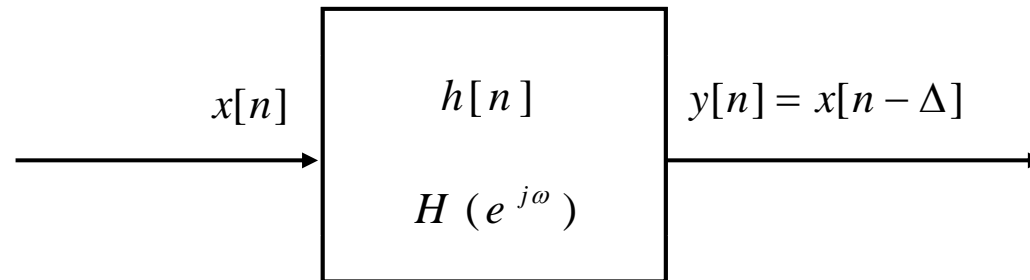 x[n]
h[n]
y[n] = x[n − Δ]
H (e^{jω})